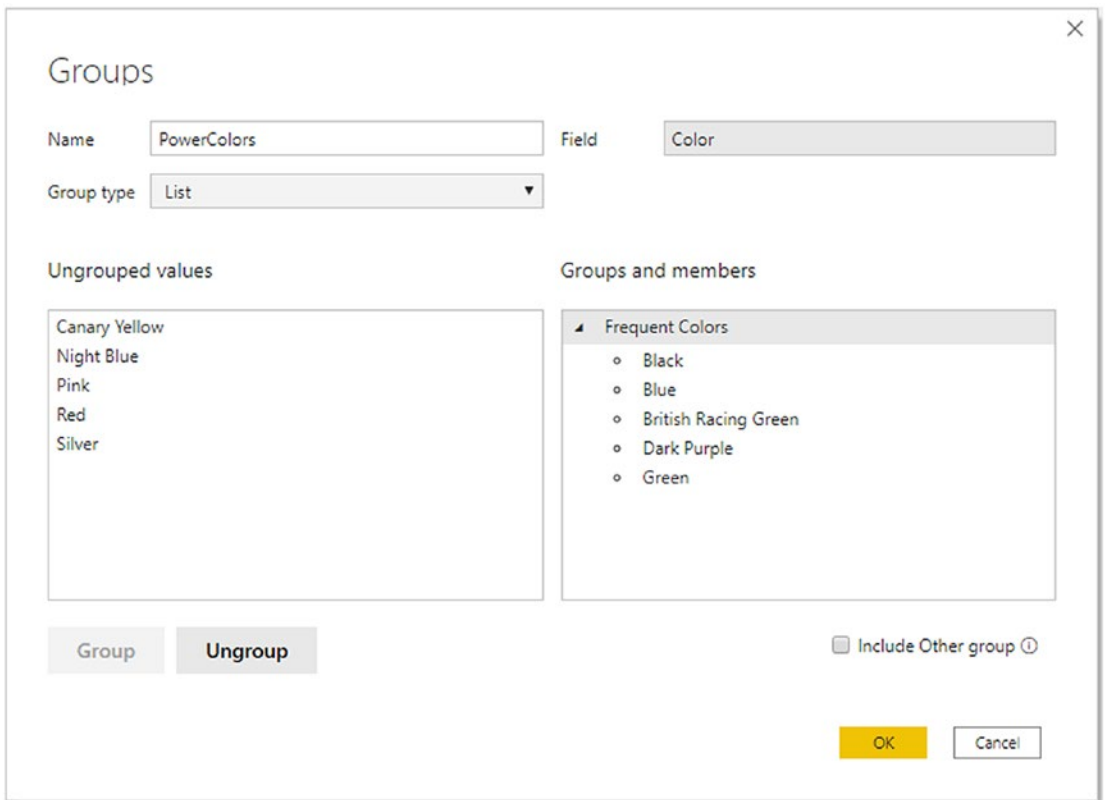 Groups
Name PowerColors Field Color
Group type List
Ungrouped values Groups and members
Canary Yellow
Night Blue
Pink
Red
Silver
Frequent Colors
Black
Blue
British Racing Green
Dark Purple
Green
Group Ungroup Include Other group
OK Cancel